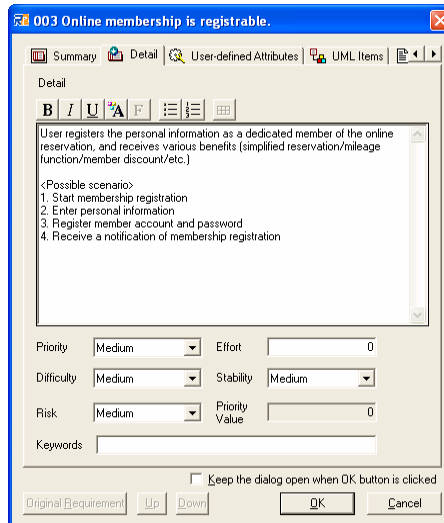 003 Online membership is registrable.
Summary Detail User-defined Attributes UML Items
Detail
B I U A F
User registers the personal information as a dedicated member of the online
reservation, and receives various benefits (simplified reservation/mileage
function/member discount/etc.)
<Possible scenario>
1. Start membership registration
2. Enter personal information
3. Register member account and password
4. Receive a notification of membership registration
Priority Medium Effort 0
Difficulty Medium Stability Medium
Risk Medium Priority Value 0
Keywords
Keep the dialog open when OK button is clicked
Original Requirement Up Down OK Cancel